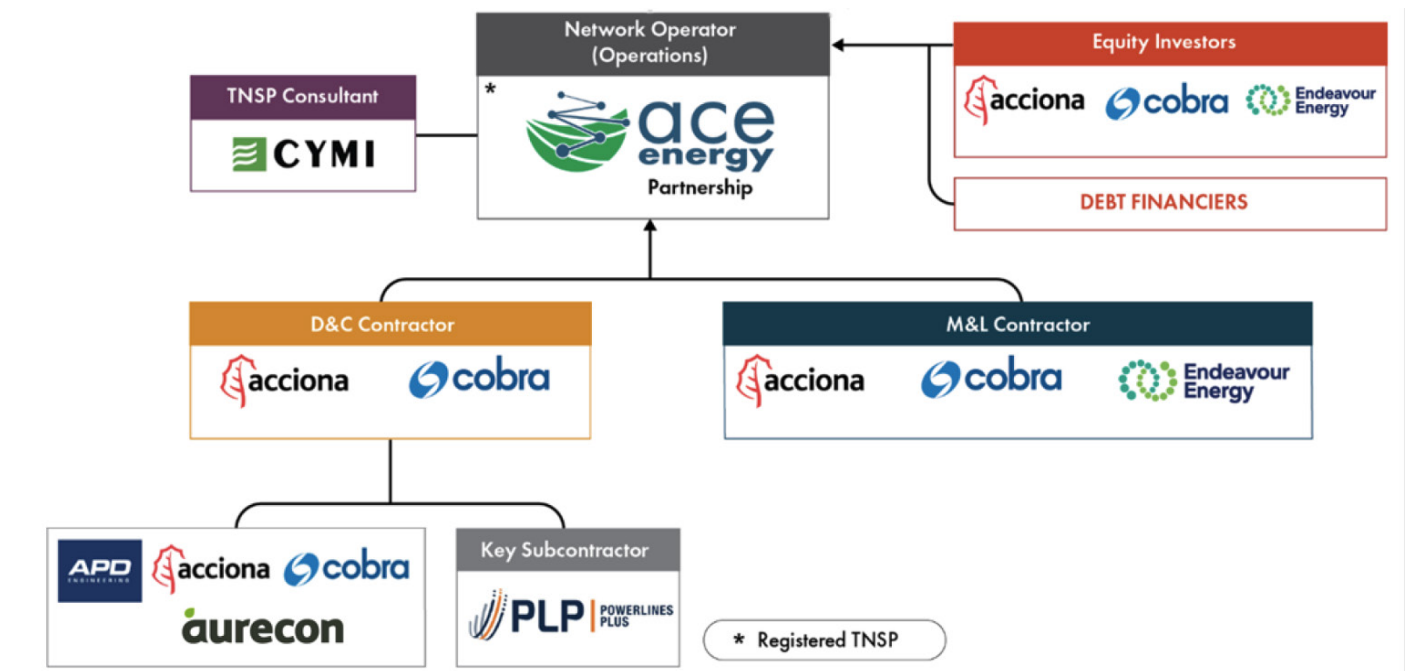 Network Operator
(Operations)
*
ace
energy
Partnership
TNSP Consultant
CYMI
Equity Investors
acciona
cobra
Endeavour
Energy
DEBT FINANCIERS
D&C Contractor
acciona
cobra
M&L Contractor
acciona
cobra
Endeavour
Energy
APD
ENGINEERING
acciona
cobra
aurecon
Key Subcontractor
PLP
POWERLINES
PLUS
* Registered TNSP